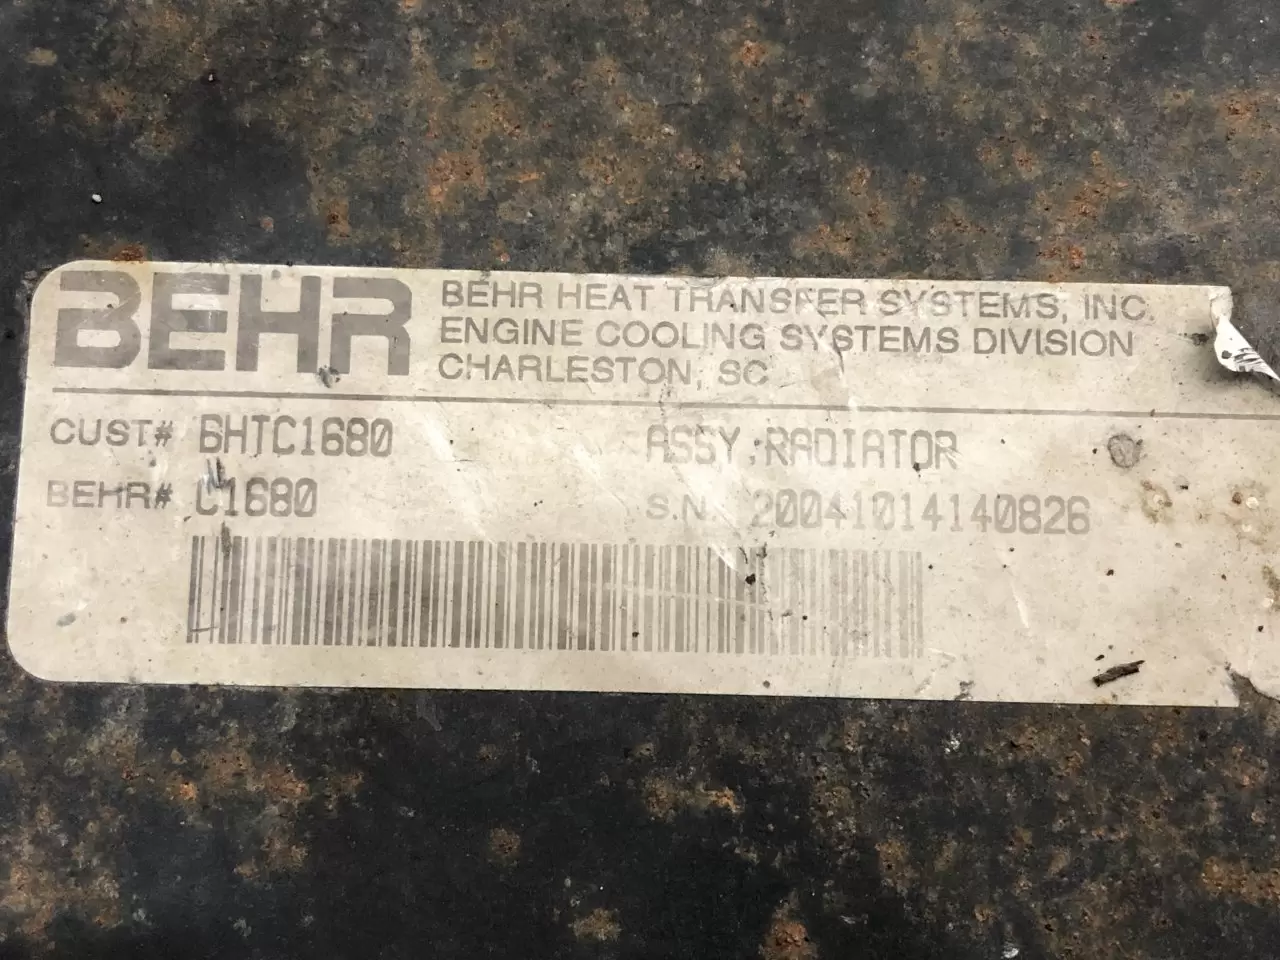 BEHR
BEHR HEAT TRANSFER SYSTEMS, INC.
ENGINE COOLING SYSTEMS DIVISION
CHARLESTON, SC
CUST# BHTC1680 ASSY;RADIATOR
BEHR# C1680 S.N. 20041014140826